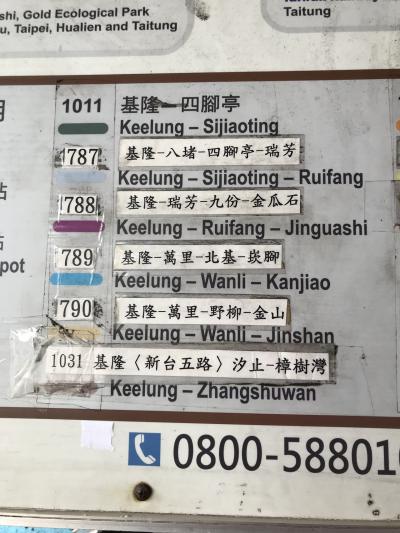 shi, Gold Ecological Park
u, Taipei, Hualien and Taitung
Taitung
1011 基隆－四腳亭
Keelung – Sijiaoting
1787 基隆-八堵-四腳亭-瑞芳
Keelung – Sijiaoting – Ruifang
1788 基隆-瑞芳-九份-金瓜石
Keelung – Ruifang – Jinguashi
789 基隆-萬里-北基-崁腳
Keelung – Wanli – Kanjiao
790 基隆-萬里-野柳-金山
Keelung – Wanli – Jinshan
1031 基隆〈新台五路〉汐止-樟樹灣
Keelung – Zhangshuwan
站
pot
0800-58801